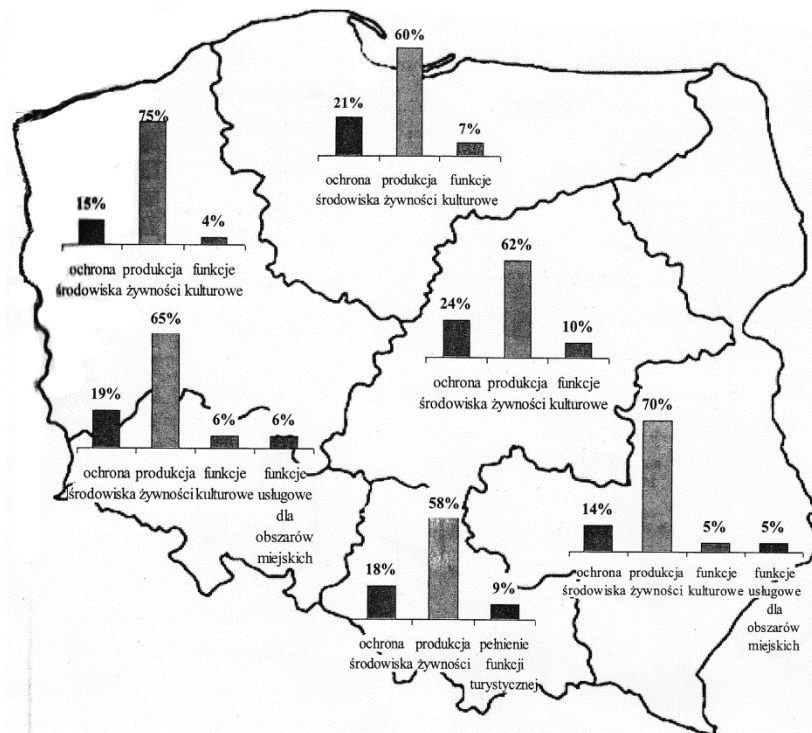 60%
21%
7%
ochrona produkcja funkcje
środowiska żywności kulturowe
75%
15%
4%
ochrona produkcja funkcje
środowiska żywności kulturowe
62%
24%
10%
ochrona produkcja funkcje
środowiska żywności kulturowe
65%
19%
6%
6%
ochrona produkcja funkcje funkcje
środowiska żywności kulturowe usługowe
dla
obszarów
miejskich
70%
14%
5%
5%
ochrona produkcja funkcje funkcje
środowiska żywności kulturowe usługowe
dla
obszarów
miejskich
58%
18%
9%
ochrona produkcja pełnienie
środowiska żywności funkcji
turystycznej